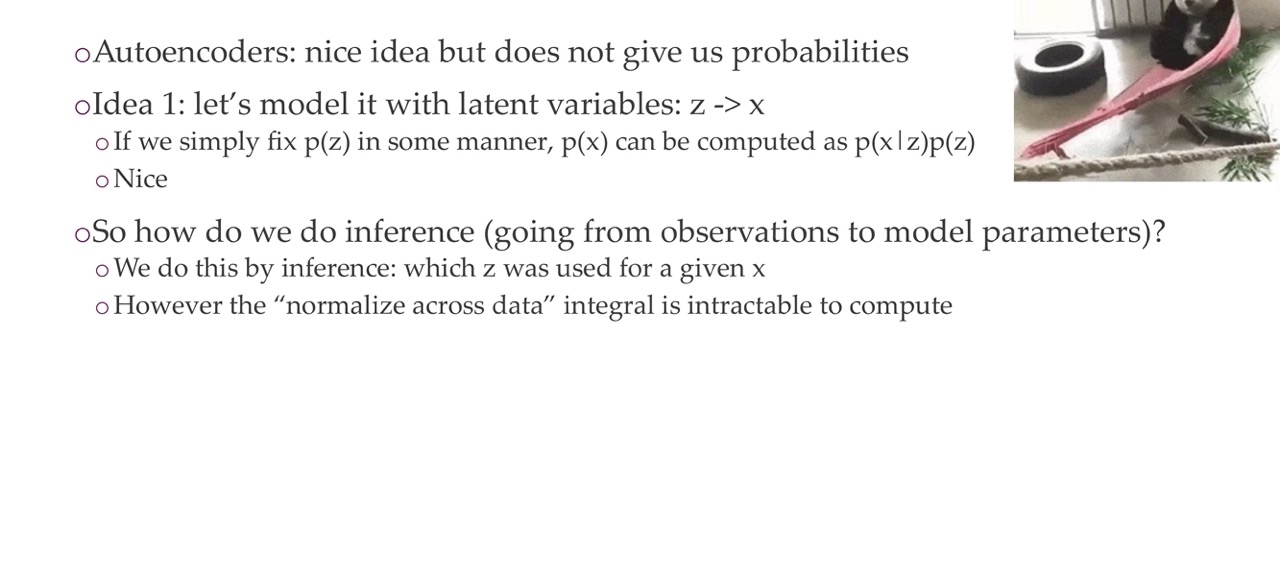 Autoencoders: nice idea but does not give us probabilities
Idea 1: let’s model it with latent variables: z -> x
If we simply fix p(z) in some manner, p(x) can be computed as p(x|z)p(z)
Nice
So how do we do inference (going from observations to model parameters)?
We do this by inference: which z was used for a given x
However the “normalize across data” integral is intractable to compute